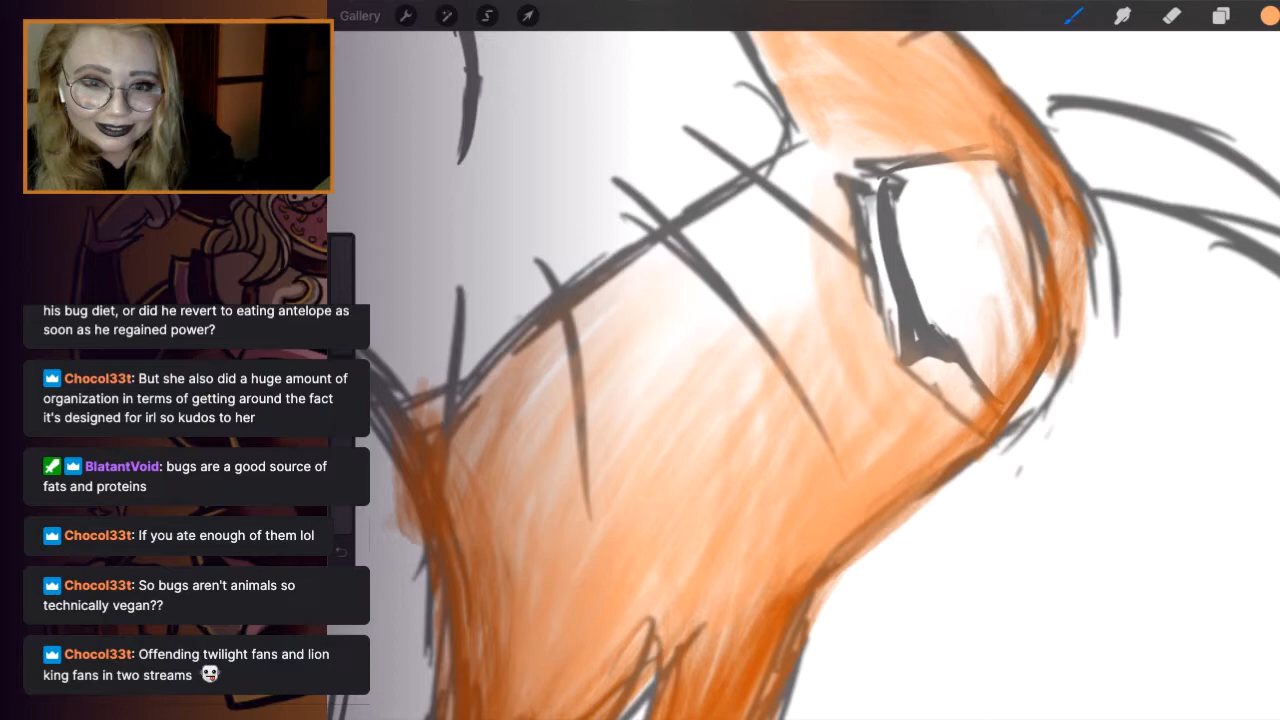 Gallery
his bug diet, or did he revert to eating antelope as
soon as he regained power?
Chocol33t: But she also did a huge amount of
organization in terms of getting around the fact
it's designed for irl so kudos to her
BlatantVoid: bugs are a good source of
fats and proteins
Chocol33t: If you ate enough of them lol
Chocol33t: So bugs aren't animals so
technically vegan??
Chocol33t: Offending twilight fans and lion
king fans in two streams